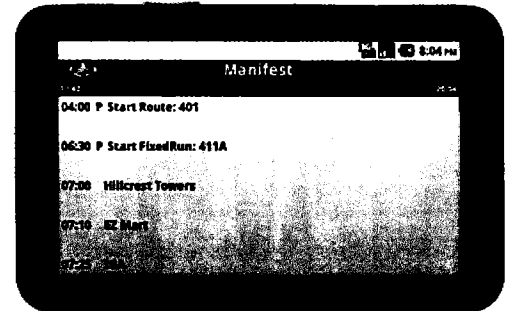 8:04 PM
Manifest
04:00 P Start Route: 401
06:30 P Start FixedRun: 411A
07:00 Hillcrest Towers
07:10 EZ Mart